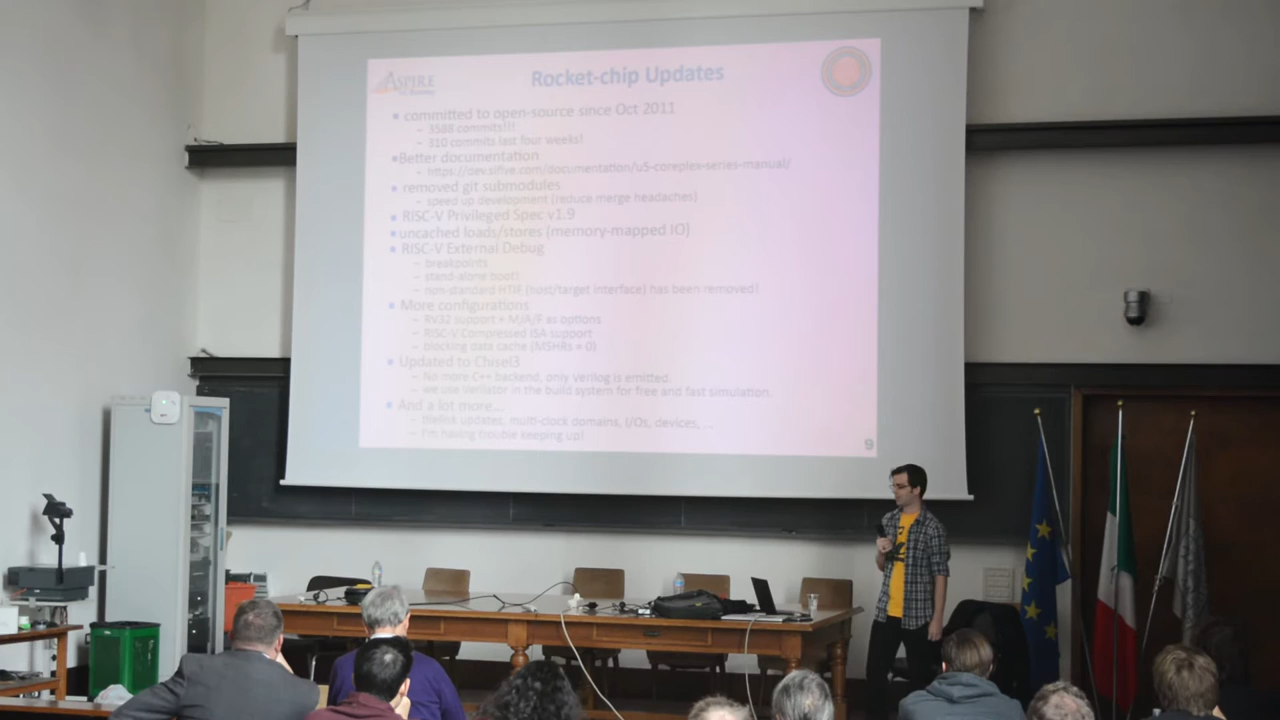 ASPIRE
Rocket-chip Updates
▪ committed to open-source since Oct 2011
– 3588 commits!!!
– 310 commits last four weeks!
▪Better documentation
– https://dev.sifive.com/documentation/u5-coreplex-series-manual/
▪ removed git submodules
– speed up development (reduce merge headaches)
▪ RISC-V Privileged Spec v1.9
▪uncached loads/stores (memory-mapped IO)
▪ RISC-V External Debug
– breakpoints
– stand-alone boot!
– non-standard HTIF (host/target interface) has been removed!
▪ More configurations
– RV32 support + M/A/F as options
– RISC-V Compressed ISA support
– blocking data cache (MSHRs = 0)
▪ Updated to Chisel3
– No more C++ backend, only Verilog is emitted.
– we use Verilator in the build system for free and fast simulation.
▪ And a lot more...
– tilelink updates, multi-clock domains, I/Os, devices, ...
– I'm having trouble keeping up!
9